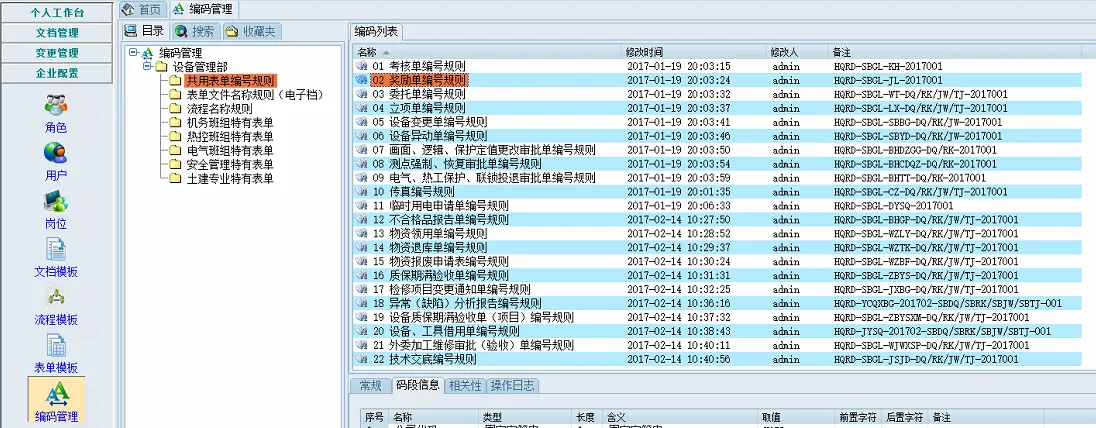 个人工作台
文档管理
变更管理
企业配置
角色
用户
岗位
文档模板
流程模板
表单模板
编码管理
首页 编码管理
目录 搜索 收藏夹
编码管理
设备管理部
共用表单编号规则
表单文件名称规则（电子档）
流程名称规则
机务班组特有表单
热控班组特有表单
电气班组特有表单
安全管理特有表单
土建专业特有表单
编码列表
名称 修改时间 修改人 备注
01 考核单编号规则 2017-01-19 20:03:15 admin HQRD-SBGL-KH-2017001
02 奖励单编号规则 2017-01-19 20:03:24 admin HQRD-SBGL-JL-2017001
03 委托单编号规则 2017-01-19 20:03:32 admin HQRD-SBGL-WT-DQ/RK/JW/TJ-2017001
04 立项单编号规则 2017-01-19 20:03:37 admin HQRD-SBGL-LX-DQ/RK/JW/TJ-2017001
05 设备变更单编号规则 2017-01-19 20:03:41 admin HQRD-SBGL-SBBG-DQ/RK/JW-2017001
06 设备异动单编号规则 2017-01-19 20:03:46 admin HQRD-SBGL-SBYD-DQ/RK/JW-2017001
07 画面、逻辑、保护定值更改审批单编号规则 2017-01-19 20:03:50 admin HQRD-SBGL-BHDZGG-DQ/RK-2017001
08 测点强制、恢复审批单编号规则 2017-01-19 20:03:54 admin HQRD-SBGL-BHCDQZ-DQ/RK-2017001
09 电气、热工保护、联锁投退审批单编号规则 2017-01-19 20:03:59 admin HQRD-SBGL-BHTT-DQ/RK-2017001
10 传真编号规则 2017-01-19 20:01:35 admin HQRD-SBGL-CZ-DQ/RK/JW/TJ-2017001
11 临时用电申请单编号规则 2017-01-19 20:06:33 admin HQRD-SBGL-DYSQ-2017001
12 不合格品报告单编号规则 2017-02-14 10:27:50 admin HQRD-SBGL-BHGP-DQ/RK/JW/TJ-2017001
13 物资领用单编号规则 2017-02-14 10:28:52 admin HQRD-SBGL-WZLY-DQ/RK/JW/TJ-2017001
14 物资退库单编号规则 2017-02-14 10:29:37 admin HQRD-SBGL-WZTK-DQ/RK/JW/TJ-2017001
15 物资报废申请表编号规则 2017-02-14 10:30:24 admin HQRD-SBGL-WZBF-DQ/RK/JW/TJ-2017001
16 质保期满验收单编号规则 2017-02-14 10:31:31 admin HQRD-SBGL-ZBYS-DQ/RK/JW/TJ-2017001
17 检修项目变更通知单编号规则 2017-02-14 10:32:25 admin HQRD-SBGL-JXBG-DQ/RK/JW/TJ-2017001
18 异常（缺陷）分析报告编号规则 2017-02-14 10:36:16 admin HQRD-YCQXBG-201702-SBDQ/SBRK/SBJW/SBTJ-001
19 设备质保期满验收单（项目）编号规则 2017-02-14 10:37:32 admin HQRD-SBGL-ZBYSXM-DQ/RK/JW/TJ-2017001
20 设备、工具借用单编号规则 2017-02-14 10:38:43 admin HQRD-JYSQ-201702-SBDQ/SBRK/SBJW/SBTJ-001
21 外委加工维修审批（验收）单编号规则 2017-02-14 10:40:11 admin HQRD-SBGL-WJWXSP-DQ/RK/JW/TJ-2017001
22 技术交底编号规则 2017-02-14 10:40:56 admin HQRD-SBGL-JSJD-DQ/RK/JW/TJ-2017001
常规 码段信息 相关性 操作日志
序号 名称 类型 长度 含义 取值 前置字符 后置字符 备注